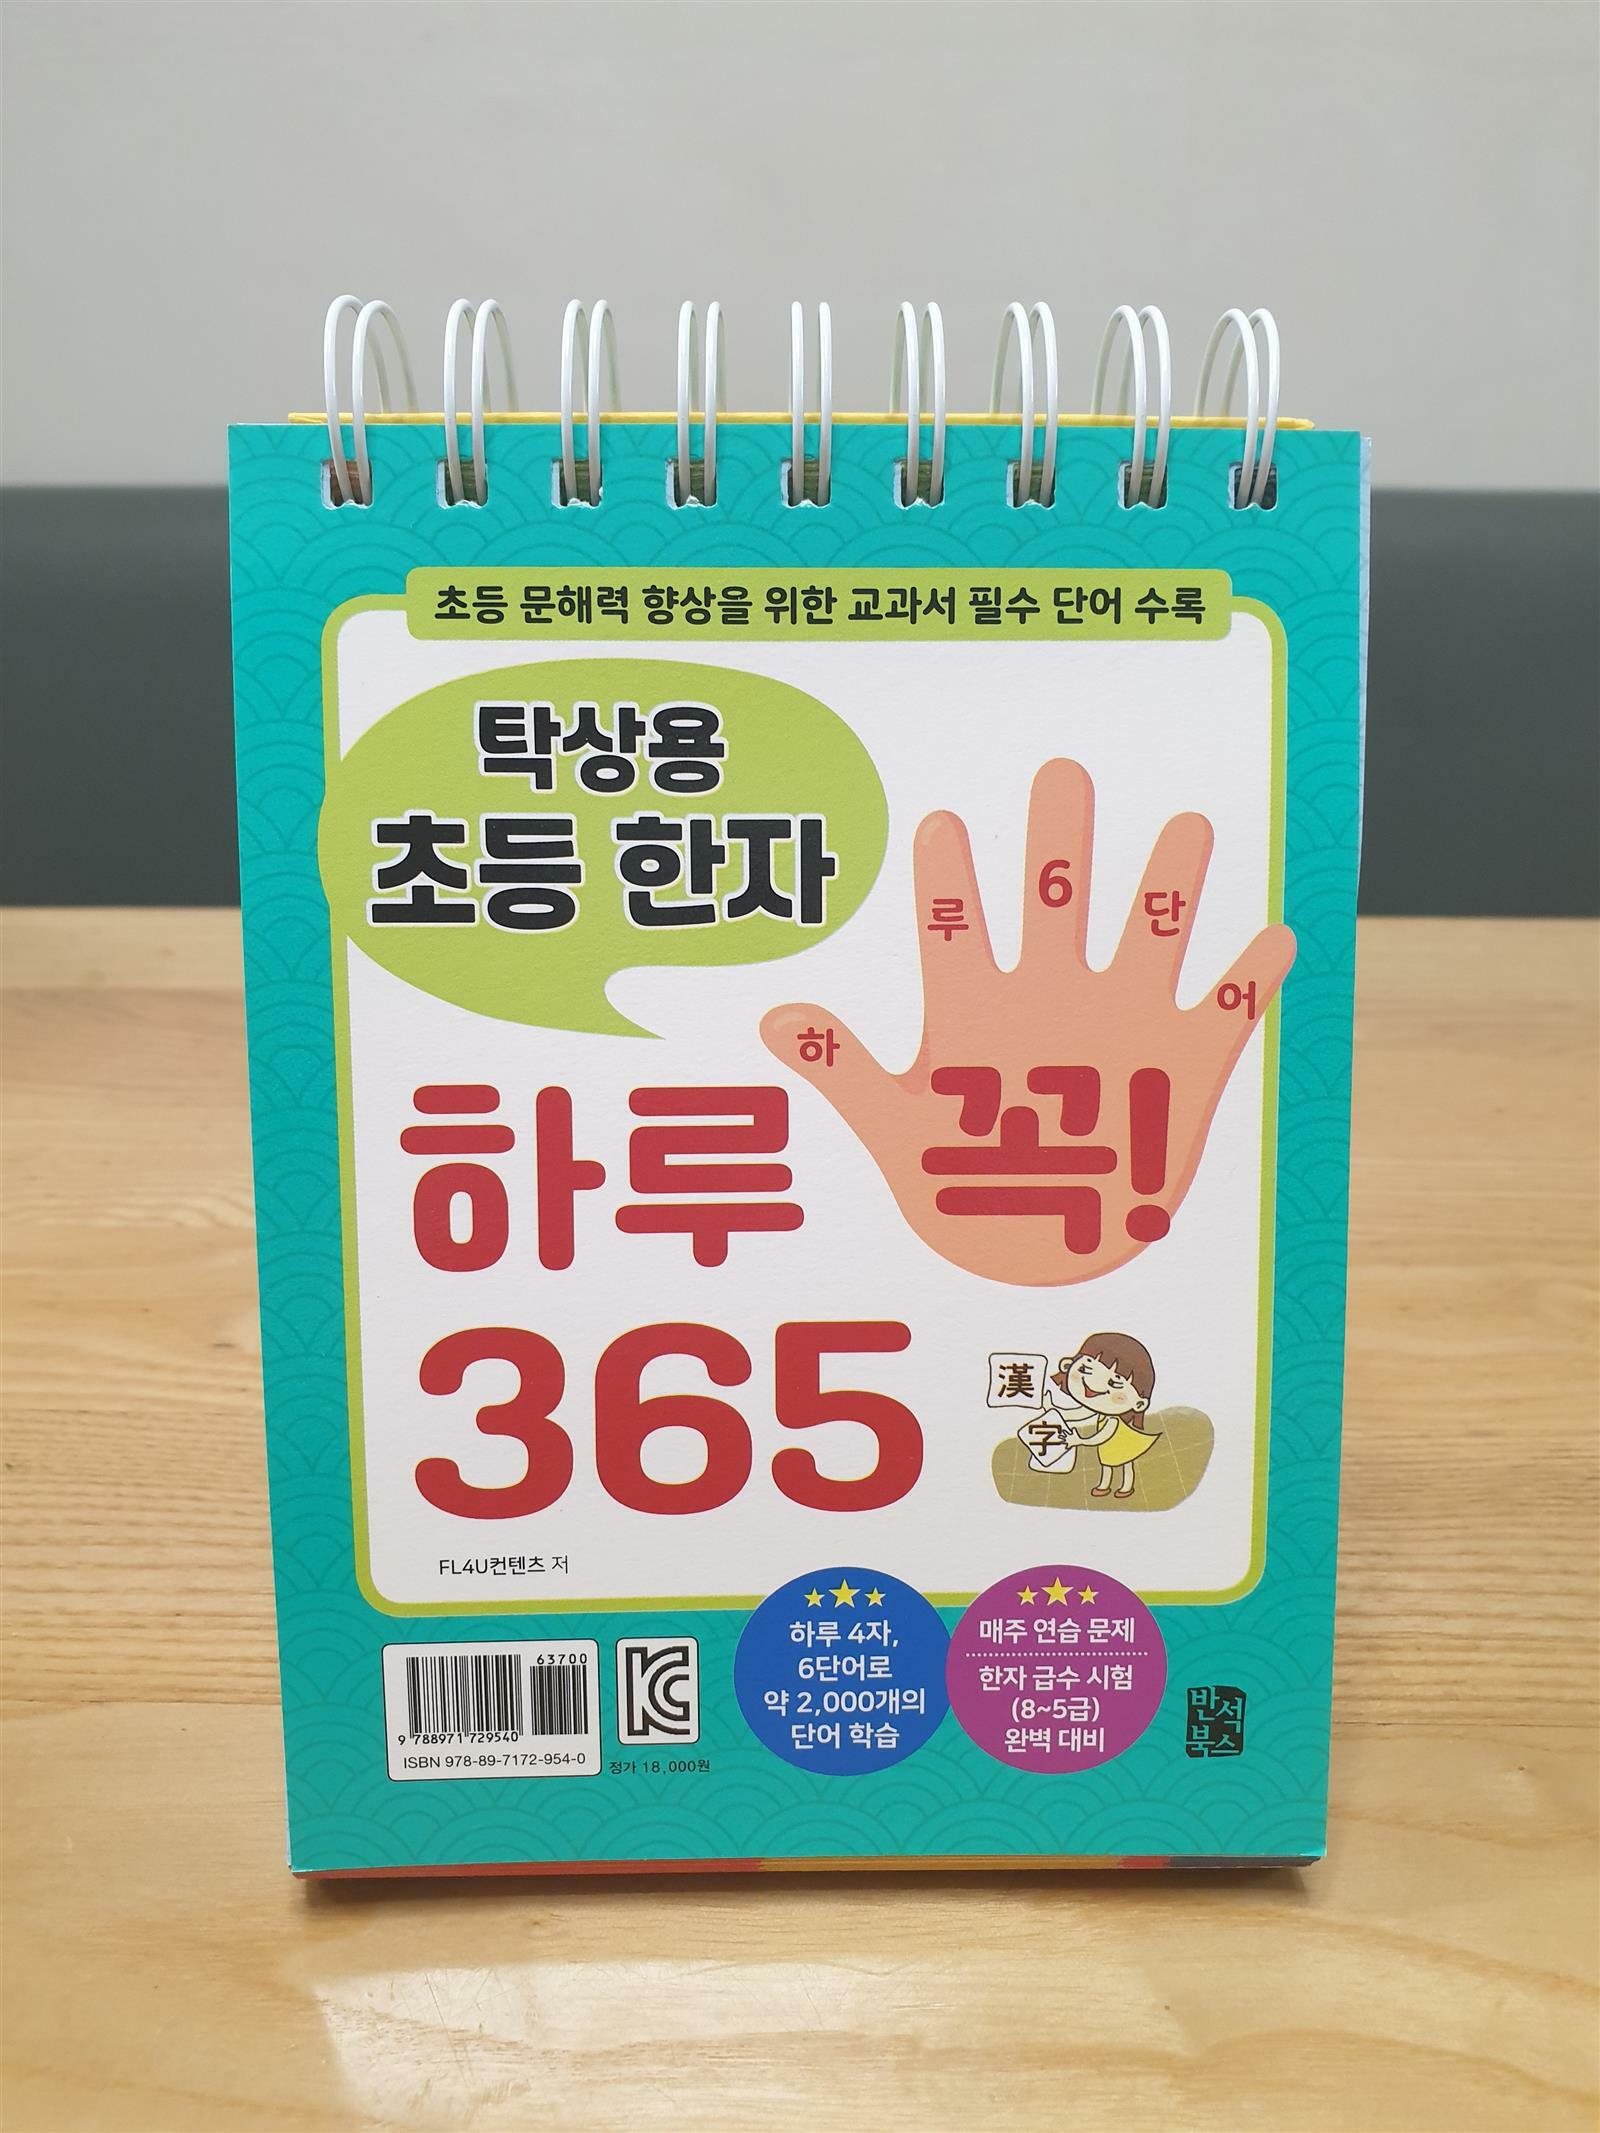 초등 문해력 향상을 위한 교과서 필수 단어 수록
탁상용
초등 한자
하
루
6
단
어
하루 꼭!
365
漢
字
FL4U컨텐츠 저
63700
9 788971 729540
ISBN 978-89-7172-954-0
정가 18,000원
하루 4자,
6단어로
약 2,000개의
단어 학습
매주 연습 문제
한자 급수 시험
(8~5급)
완벽 대비
반석
북스